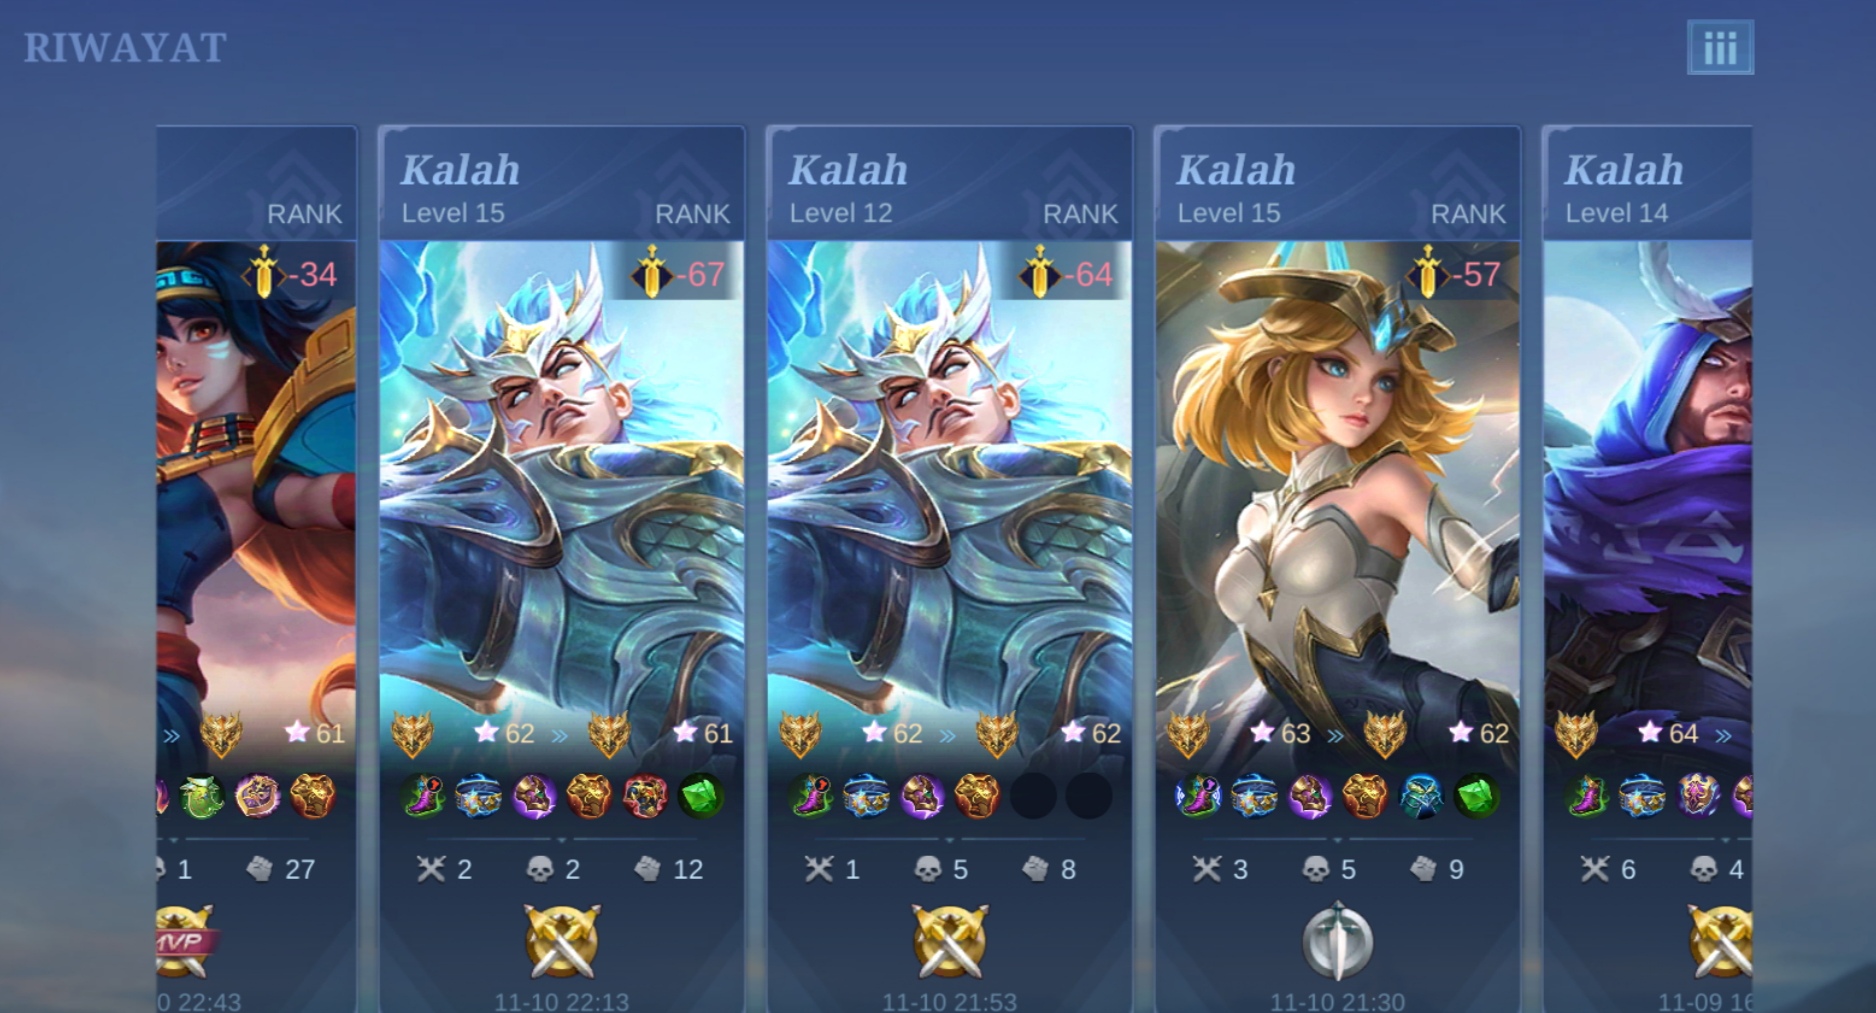 RIWAYAT
RANK
-34
61
1
27
MVP
0 22:43
Kalah
Level 15
RANK
-67
62 » 61
2
2
12
11-10 22:13
Kalah
Level 12
RANK
-64
62 » 62
1
5
8
11-10 21:53
Kalah
Level 15
RANK
-57
63 » 62
3
5
9
11-10 21:30
Kalah
Level 14
64 »
6
4
11-09 16